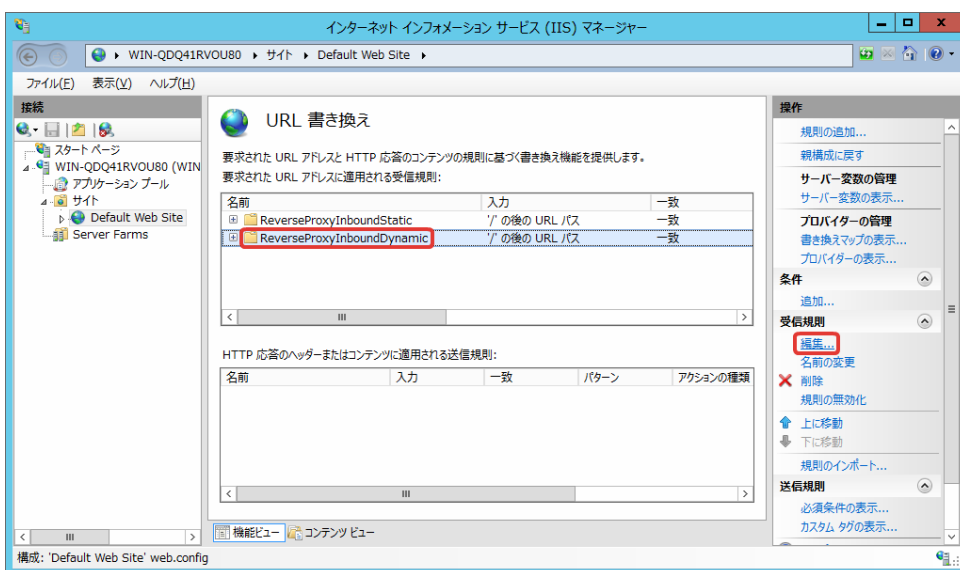 インターネット インフォメーション サービス (IIS) マネージャー
WIN-QDQ41RVOU80 サイト Default Web Site
ファイル(F) 表示(V) ヘルプ(H)
接続
スタート ページ
WIN-QDQ41RVOU80 (WIN
アプリケーション プール
サイト
Default Web Site
Server Farms
URL 書き換え
要求された URL アドレスと HTTP 応答のコンテンツの規則に基づく書き換え機能を提供します。
要求された URL アドレスに適用される受信規則:
名前 入力 一致
ReverseProxyInboundStatic '/' の後の URL パス 一致
ReverseProxyInboundDynamic '/' の後の URL パス 一致
HTTP 応答のヘッダーまたはコンテンツに適用される送信規則:
名前 入力 一致 パターン アクションの種類
機能ビュー コンテンツ ビュー
操作
規則の追加...
親構成に戻す
サーバー変数の管理
サーバー変数の表示...
プロバイダーの管理
書き換えマップの表示...
プロバイダーの表示...
条件
追加...
受信規則
編集...
名前の変更
削除
規則の無効化
上に移動
下に移動
規則のインポート...
送信規則
必須条件の表示...
カスタム タグの表示...
構成: 'Default Web Site' web.config